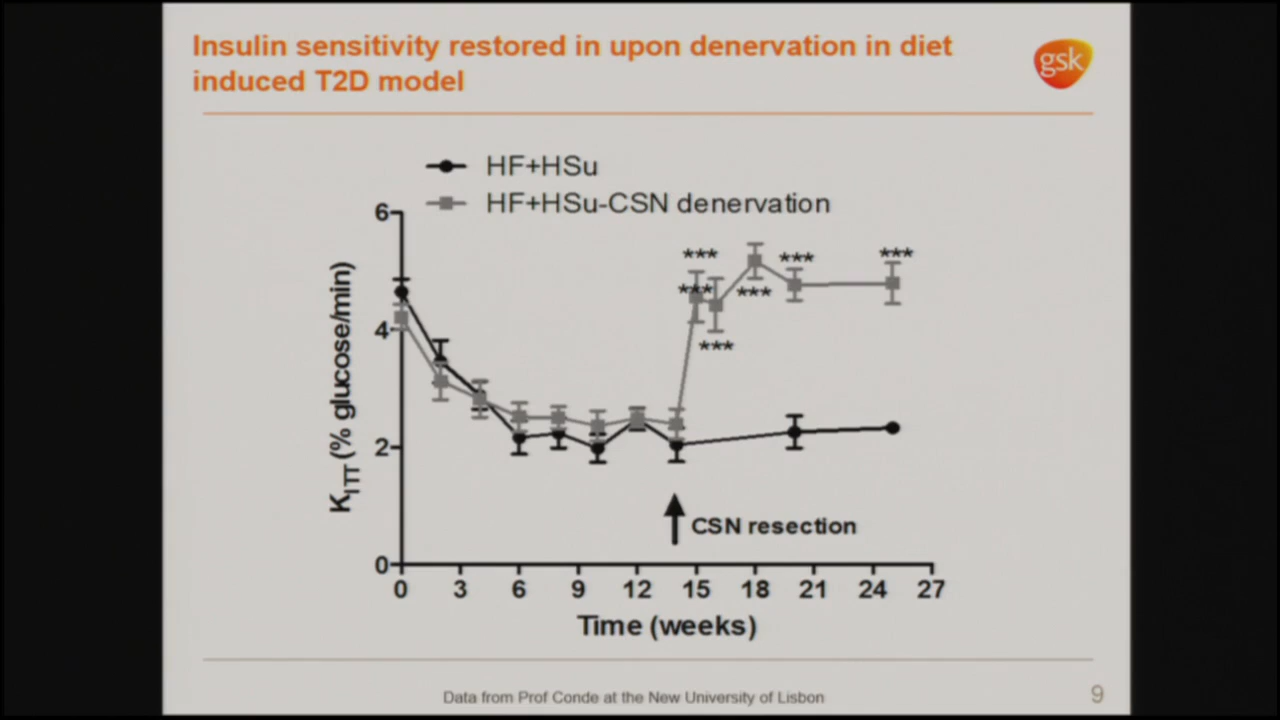 Insulin sensitivity restored in upon denervation in diet
induced T2D model
gsk
HF+HSu
HF+HSu-CSN denervation
6
4
2
0
K_ITT (% glucose/min)
***
***
***
***
***
***
CSN resection
0 3 6 9 12 15 18 21 24 27
Time (weeks)
Data from Prof Conde at the New University of Lisbon
9